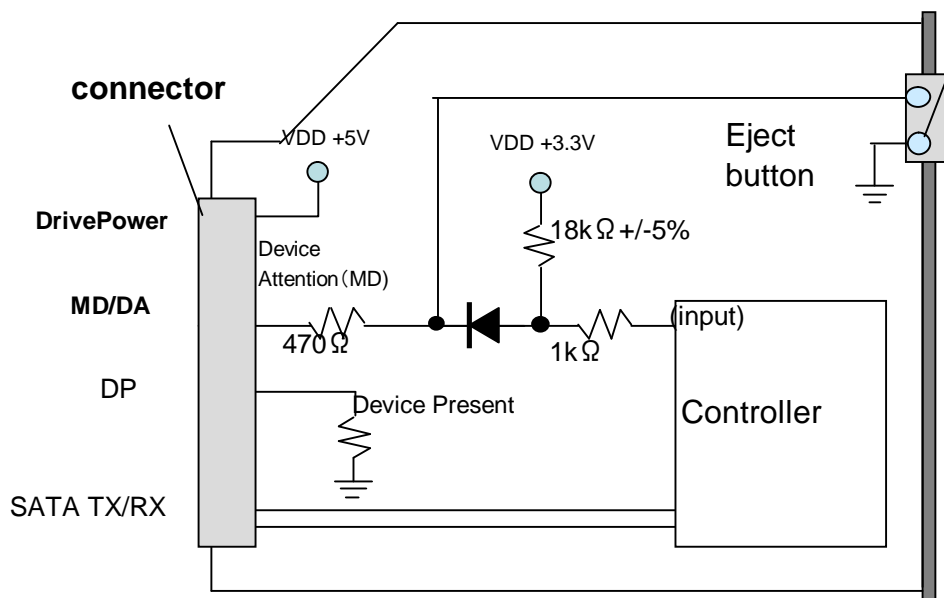 connector
VDD +5V
VDD +3.3V
Eject
button
DrivePower
18kΩ+/-5%
Device
Attention(MD)
MD/DA
(input)
470Ω
1kΩ
DP
Device Present
Controller
SATA TX/RX